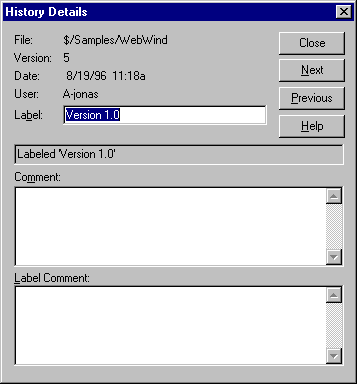 History Details
File: $/Samples/WebWind
Version: 5
Date: 8/19/96 11:18a
User: A-jonas
Label: Version 1.0
Close
Next
Previous
Help
Labeled 'Version 1.0'
Comment:
Label Comment: